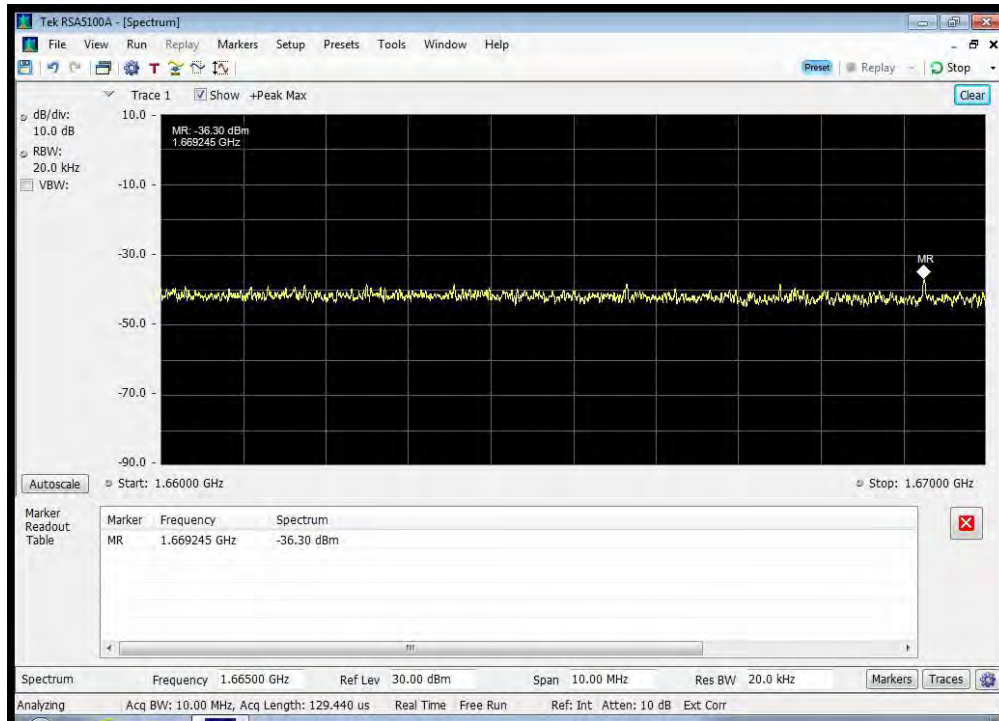 Tek RSA5100A - [Spectrum]
File View Run Replay Markers Setup Presets Tools Window Help
T Preset Replay Stop
Trace 1 Show +Peak Max Clear
dB/div:
10.0 dB
RBW:
20.0 kHz
VBW:
10.0 -
-10.0 -
-30.0 -
-50.0 -
-70.0 -
-90.0 -
MR: -36.30 dBm
1.669245 GHz
MR
Autoscale Start: 1.66000 GHz Stop: 1.67000 GHz
Marker
Readout
Table
Marker Frequency Spectrum
MR 1.669245 GHz -36.30 dBm
Spectrum Frequency 1.66500 GHz Ref Lev 30.00 dBm Span 10.00 MHz Res BW 20.0 kHz Markers Traces
Analyzing Acq BW: 10.00 MHz, Acq Length: 129.440 us Real Time Free Run Ref: Int Atten: 10 dB Ext Corr